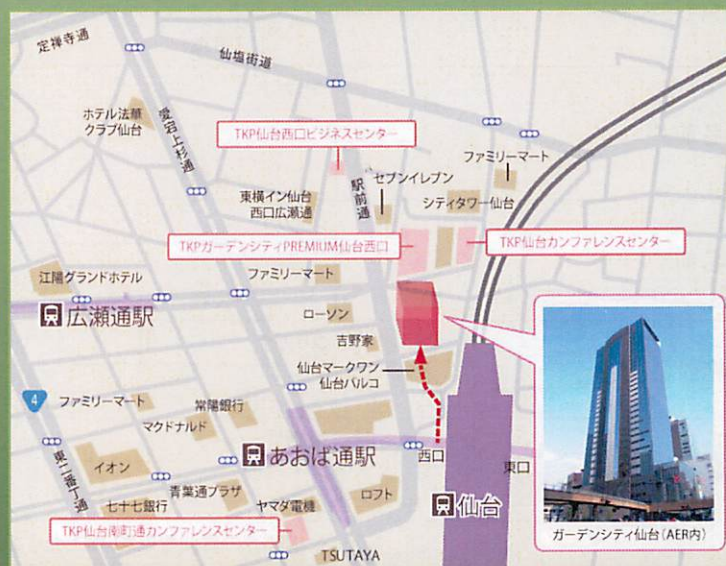 定禅寺通
仙塩街道
ホテル法華
クラブ仙台
愛宕上杉通
TKP仙台西口ビジネスセンター
駅前通
ファミリーマート
セブンイレブン
東横イン仙台
西口広瀬通
シティタワー仙台
TKPガーデンシティPREMIUM仙台西口
TKP仙台カンファレンスセンター
江陽グランドホテル
ファミリーマート
広瀬通駅
ローソン
吉野家
仙台マークワン
仙台パルコ
4
ファミリーマート
常陽銀行
マクドナルド
あおば通駅
西口
東口
東二番丁通
イオン
青葉通プラザ
七十七銀行
ヤマダ電機
ロフト
仙台
TKP仙台南町通カンファレンスセンター
TSUTAYA
ガーデンシティ仙台(AER内)